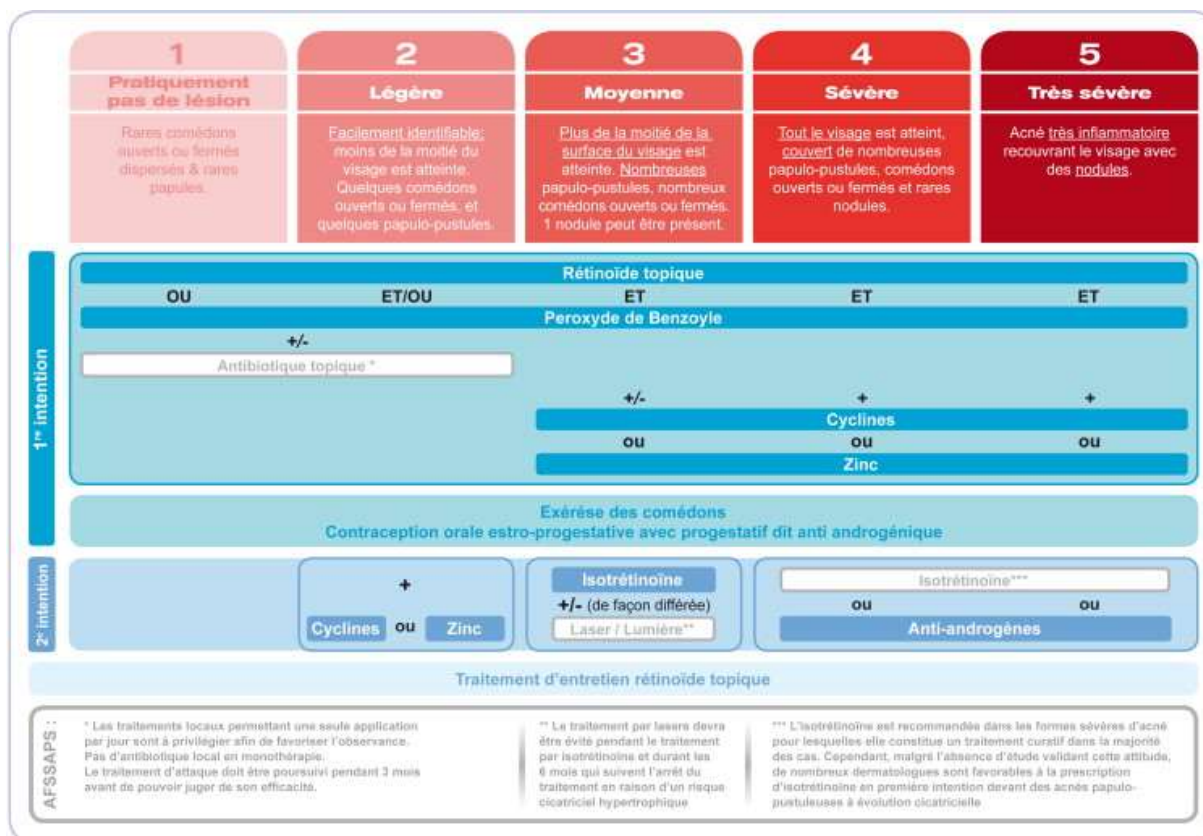 1
Pratiquement
pas de lésion
Rares comédons
ouverts ou fermés
dispersés & rares
papules.
2
Légère
Facilement identifiable:
moins de la moitié du
visage est atteinte.
Quelques comédons
ouverts ou fermés, et
quelques papulo-pustules.
3
Moyenne
Plus de la moitié de la
surface du visage est
atteinte. Nombreuses
papulo-pustules, nombreux
comédons ouverts ou fermés.
1 nodule peut être présent.
4
Sévère
Tout le visage est atteint,
couvert de nombreuses
papulo-pustules, comédons
ouverts ou fermés et rares
nodules.
5
Très sévère
Acné très inflammatoire
recouvrant le visage avec
des nodules.
1re intention
Rétinoïde topique
OU ET/OU ET ET ET
Peroxyde de Benzoyle
+/-
Antibiotique topique *
+/- + +
Cyclines
ou ou ou
Zinc
Exérèse des comédons
Contraception orale estro-progestative avec progestatif dit anti androgénique
2e intention
+
Cyclines ou Zinc
Isotrétinoïne
+/- (de façon différée)
Laser / Lumière**
Isotrétinoïne***
ou ou
Anti-androgènes
Traitement d'entretien rétinoïde topique
AFSSAPS :
* Les traitements locaux permettant une seule application
par jour sont à privilégier afin de favoriser l'observance.
Pas d'antibiotique local en monothérapie.
Le traitement d'attaque doit être poursuivi pendant 3 mois
avant de pouvoir juger de son efficacité.
** Le traitement par lasers devra
être évité pendant le traitement
par isotrétinoïne et durant les
6 mois qui suivent l'arrêt du
traitement en raison d'un risque
cicatriciel hypertrophique
*** L'isotrétinoïne est recommandée dans les formes sévères d'acné
pour lesquelles elle constitue un traitement curatif dans la majorité
des cas. Cependant, malgré l'absence d'étude validant cette attitude,
de nombreux dermatologues sont favorables à la prescription
d'isotrétinoïne en première intention devant des acnés papulo-
pustuleuses à évolution cicatricielle